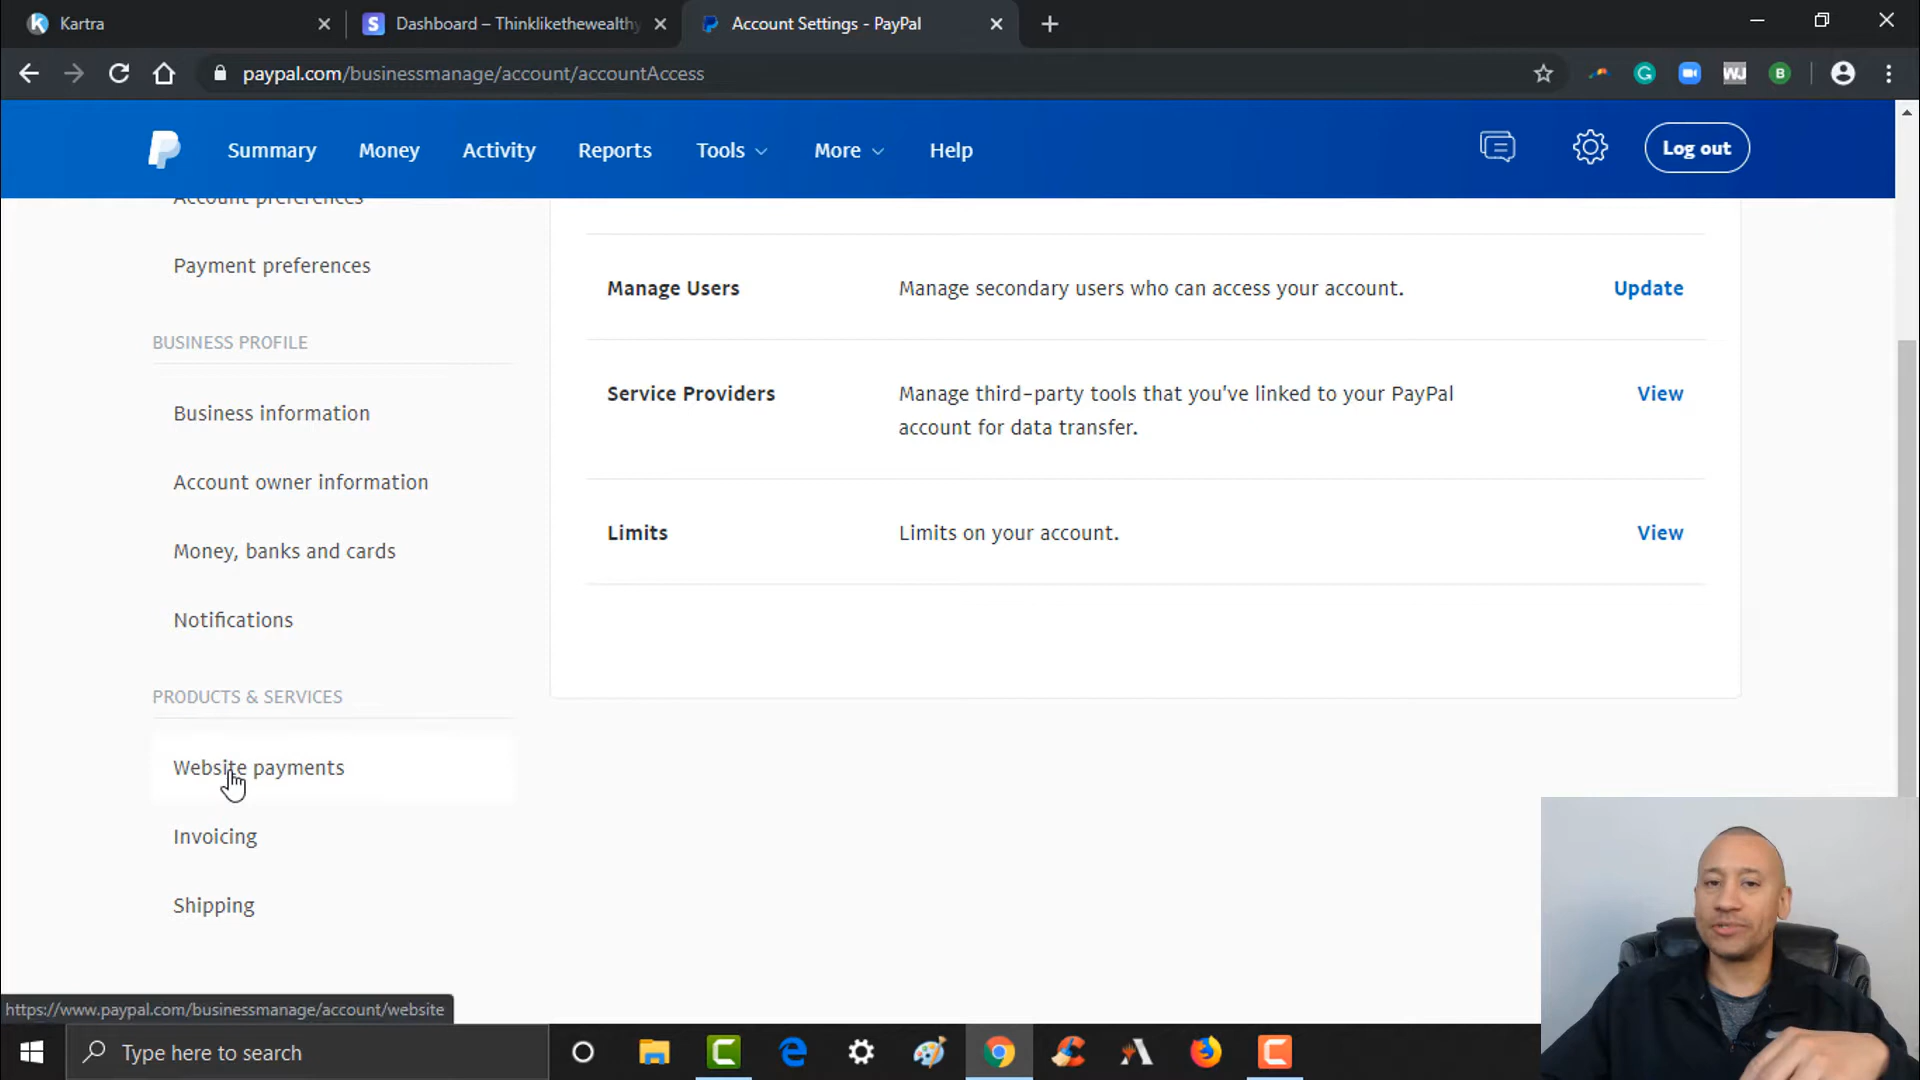 Kartra
Dashboard – Thinklikethewealthy
Account Settings - PayPal
paypal.com/businessmanage/account/accountAccess
Summary
Money
Activity
Reports
Tools
More
Help
Log out
Account preferences
Payment preferences
BUSINESS PROFILE
Business information
Account owner information
Money, banks and cards
Notifications
PRODUCTS & SERVICES
Website payments
Invoicing
Shipping
Manage Users
Manage secondary users who can access your account.
Update
Service Providers
Manage third-party tools that you've linked to your PayPal
account for data transfer.
View
Limits
Limits on your account.
View
https://www.paypal.com/businessmanage/account/website
Type here to search